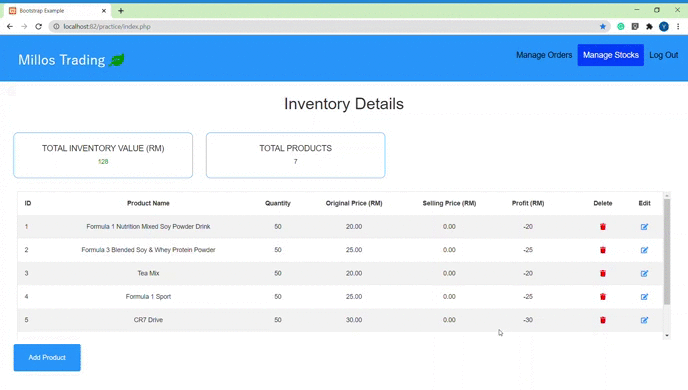 Bootstrap Example
localhost:82/practice/index.php
Y
Millos Trading
Manage Orders Manage Stocks Log Out
Inventory Details
TOTAL INVENTORY VALUE (RM) TOTAL PRODUCTS
128 7
ID Product Name Quantity Original Price (RM) Selling Price (RM) Profit (RM) Delete Edit
1 Formula 1 Nutrition Mixed Soy Powder Drink 50 20.00 0.00 -20
2 Formula 3 Blended Soy & Whey Protein Powder 50 25.00 0.00 -25
3 Tea Mix 50 20.00 0.00 -20
4 Formula 1 Sport 50 25.00 0.00 -25
5 CR7 Drive 50 30.00 0.00 -30
Add Product